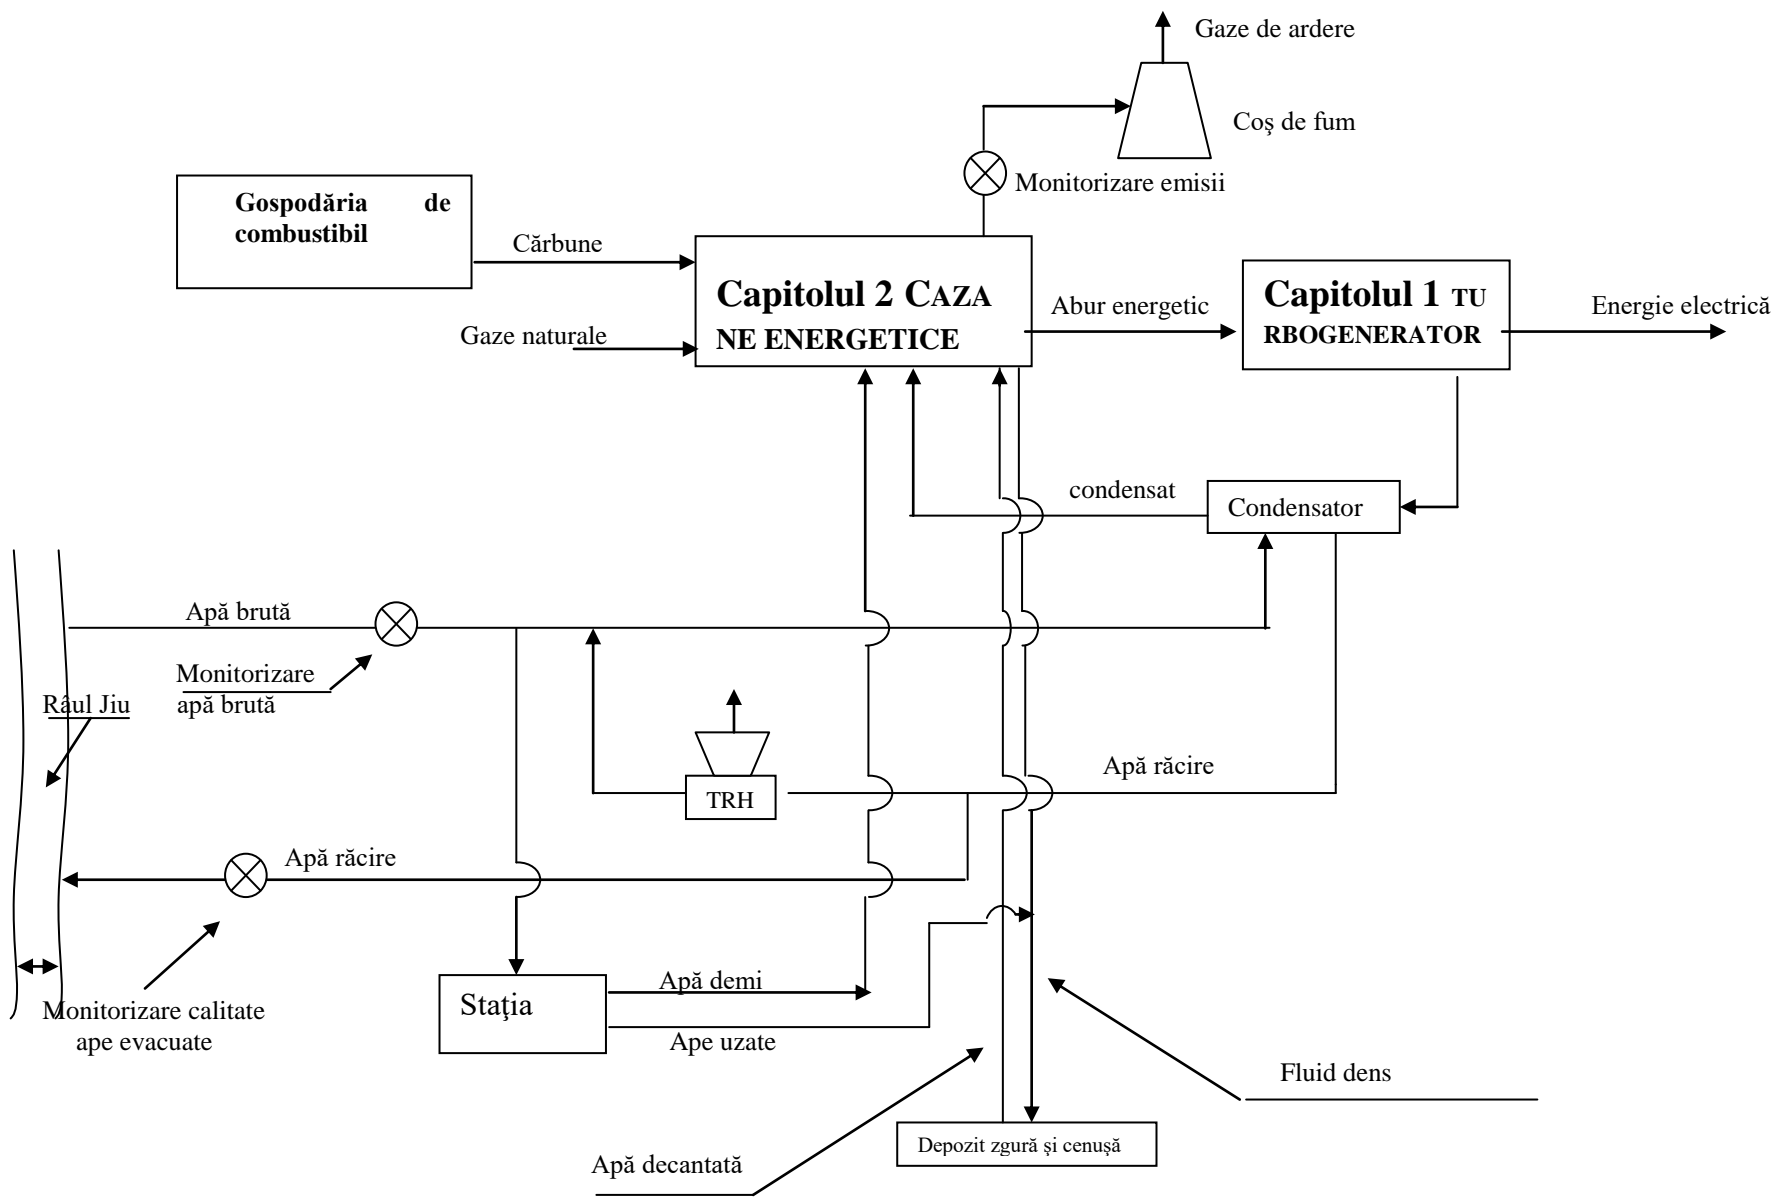 Gaze de ardere
Coş de fum
Monitorizare emisii
Gospodăria de
combustibil
Cărbune
Capitolul 2 CAZA
NE ENERGETICE
Abur energetic
Capitolul 1 TU
RBOGENERATOR
Energie electrică
Gaze naturale
condensat
Condensator
Apă brută
Monitorizare
apă brută
Râul Jiu
TRH
Apă răcire
Apă răcire
Staţia
Apă demi
Ape uzate
Monitorizare calitate
ape evacuate
Fluid dens
Depozit zgură și cenuşă
Apă decantată